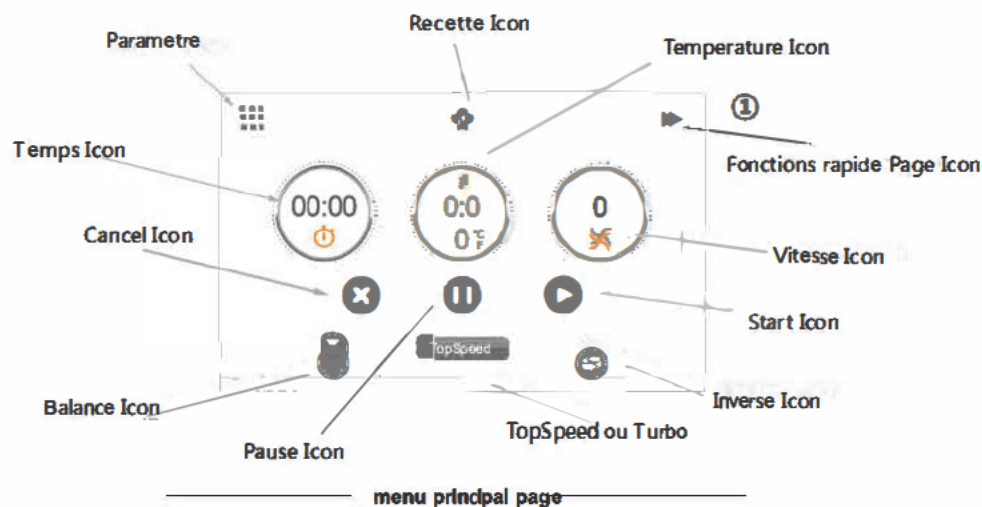 Recette Icon
Parametre
Temperature Icon
①
Temps Icon
Fonctions rapide Page Icon
00:00
0:0
0
0 °C
F
Cancel Icon
Vitesse Icon
Start Icon
TopSpeed
Balance Icon
Inverse Icon
Pause Icon
TopSpeed ou Turbo
menu principal page